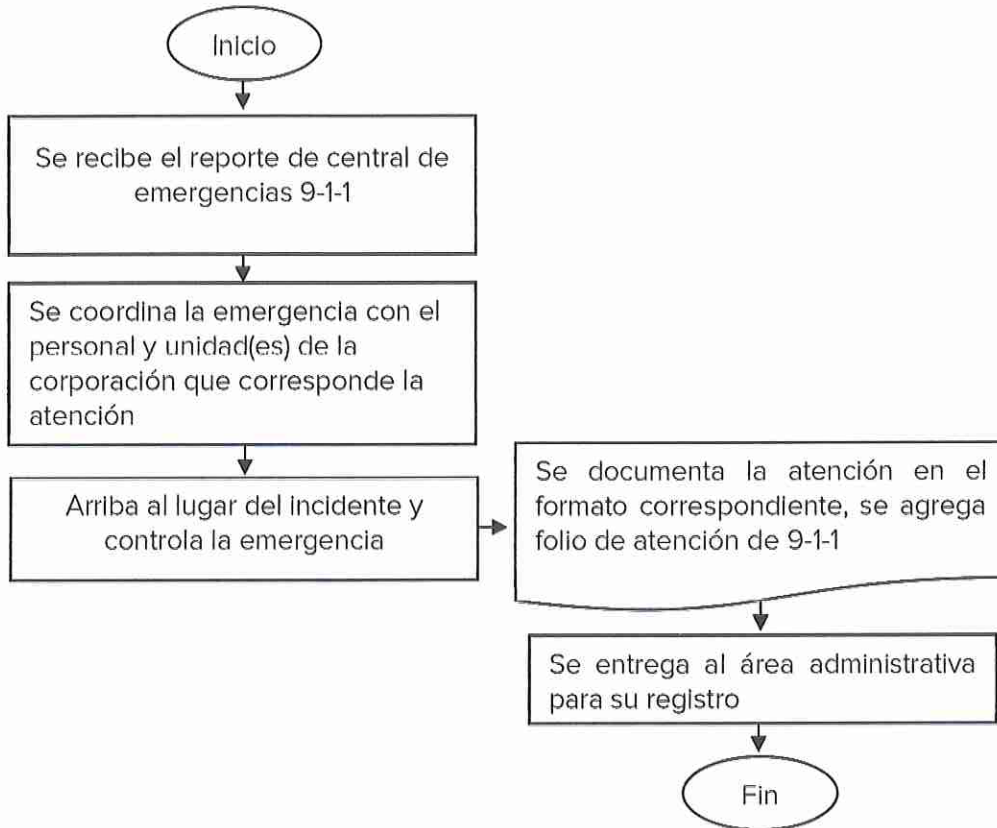 Inicio
Se recibe el reporte de central de
emergencias 9-1-1
Se coordina la emergencia con el
personal y unidad(es) de la
corporación que corresponde la
atención
Arriba al lugar del incidente y
controla la emergencia
Se documenta la atención en el
formato correspondiente, se agrega
folio de atención de 9-1-1
Se entrega al área administrativa
para su registro
Fin